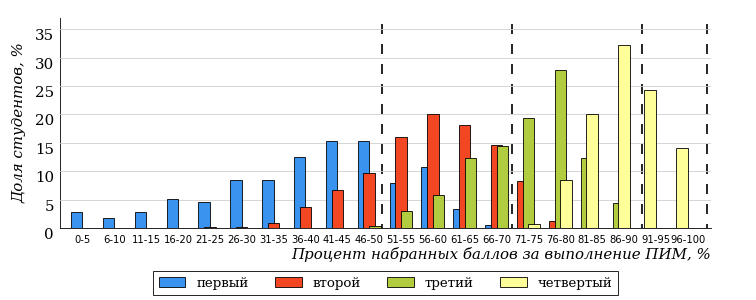 Доля студентов, %
35
30
25
20
15
10
5
0
0-5 6-10 11-15 16-20 21-25 26-30 31-35 36-40 41-45 46-50 51-55 56-60 61-65 66-70 71-75 76-80 81-85 86-90 91-95 96-100
Процент набранных баллов за выполнение ПИМ, %
первый второй третий четвертый